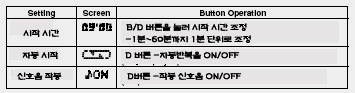 Setting Screen Button Operation
시작 시간 B/D 버튼을 눌러 시작 시간 조정
-1분~60분까지 1분 단위로 조정
자동 시작 D 버튼 -자동반복음 ON/OFF
신호음 작동 ♪ON D버튼 -작동 신호음 ON/OFF